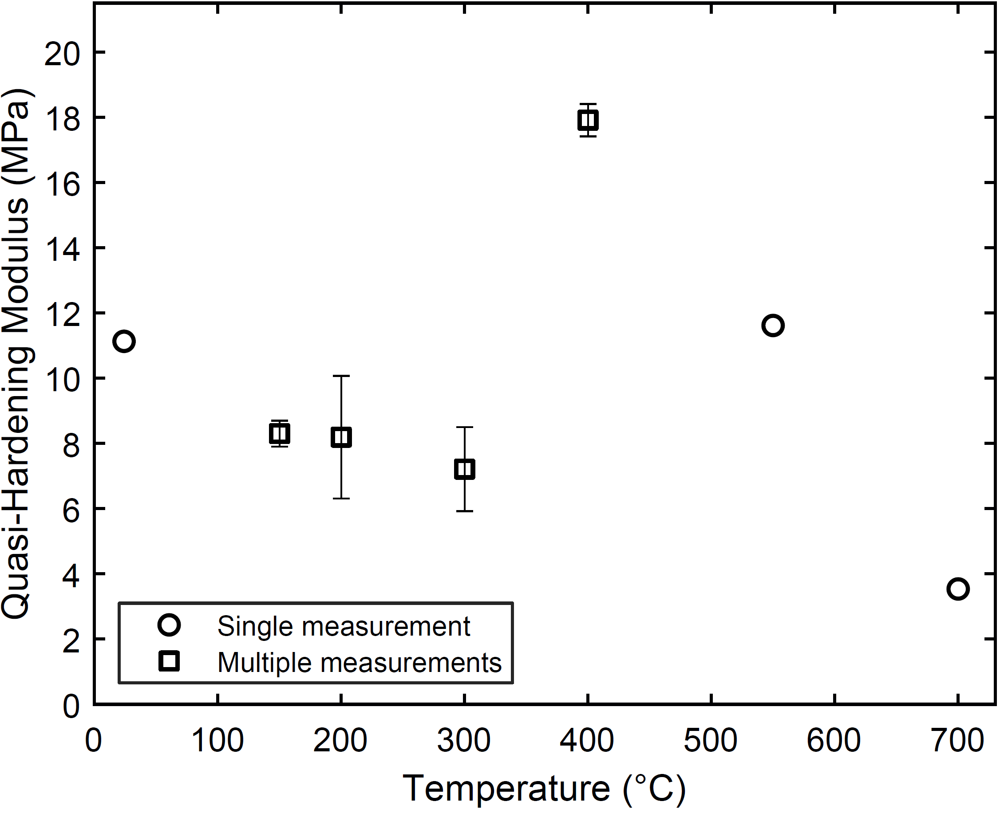 Quasi-Hardening Modulus (MPa)
20
18
16
14
12
10
8
6
4
2
0
Single measurement
Multiple measurements
0 100 200 300 400 500 600 700
Temperature (°C)